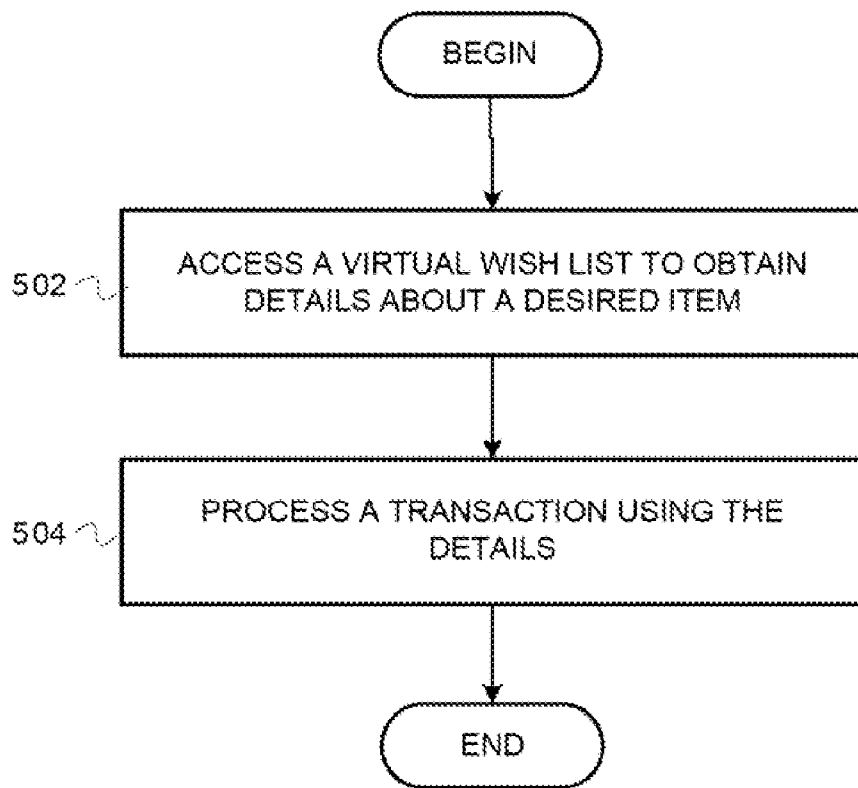 BEGIN
502
ACCESS A VIRTUAL WISH LIST TO OBTAIN
DETAILS ABOUT A DESIRED ITEM
504
PROCESS A TRANSACTION USING THE
DETAILS
END